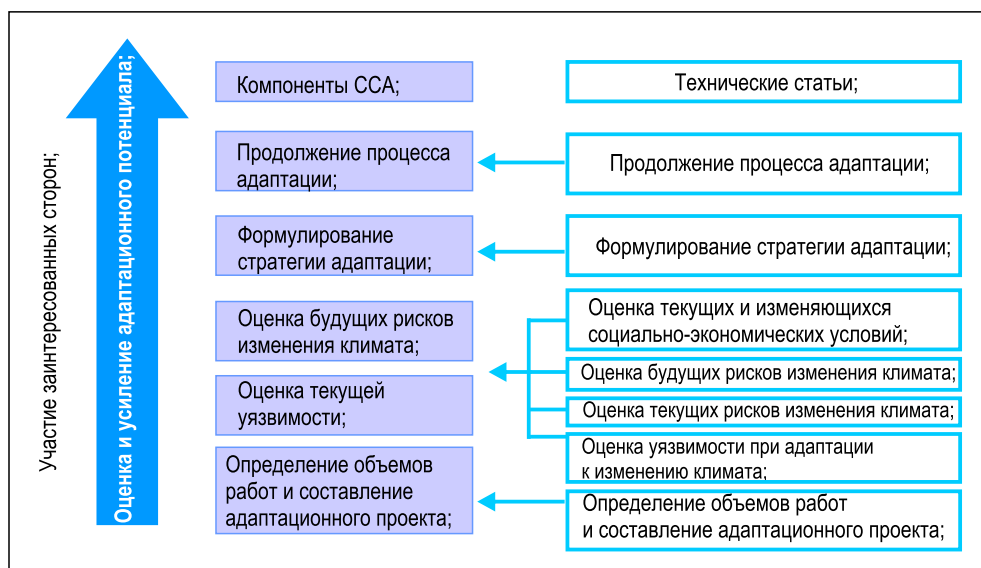 Участие заинтересованных сторон;
Оценка и усиление адаптационного потенциала;
Компоненты ССА;
Технические статьи;
Продолжение процесса
адаптации;
Продолжение процесса адаптации;
Формулирование
стратегии адаптации;
Формулирование стратегии адаптации;
Оценка будущих рисков
изменения климата;
Оценка текущей
уязвимости;
Оценка текущих и изменяющихся
социально-экономических условий;
Оценка будущих рисков изменения климата;
Оценка текущих рисков изменения климата;
Оценка уязвимости при адаптации
к изменению климата;
Определение объемов
работ и составление
адаптационного проекта;
Определение объемов работ
и составление адаптационного проекта;